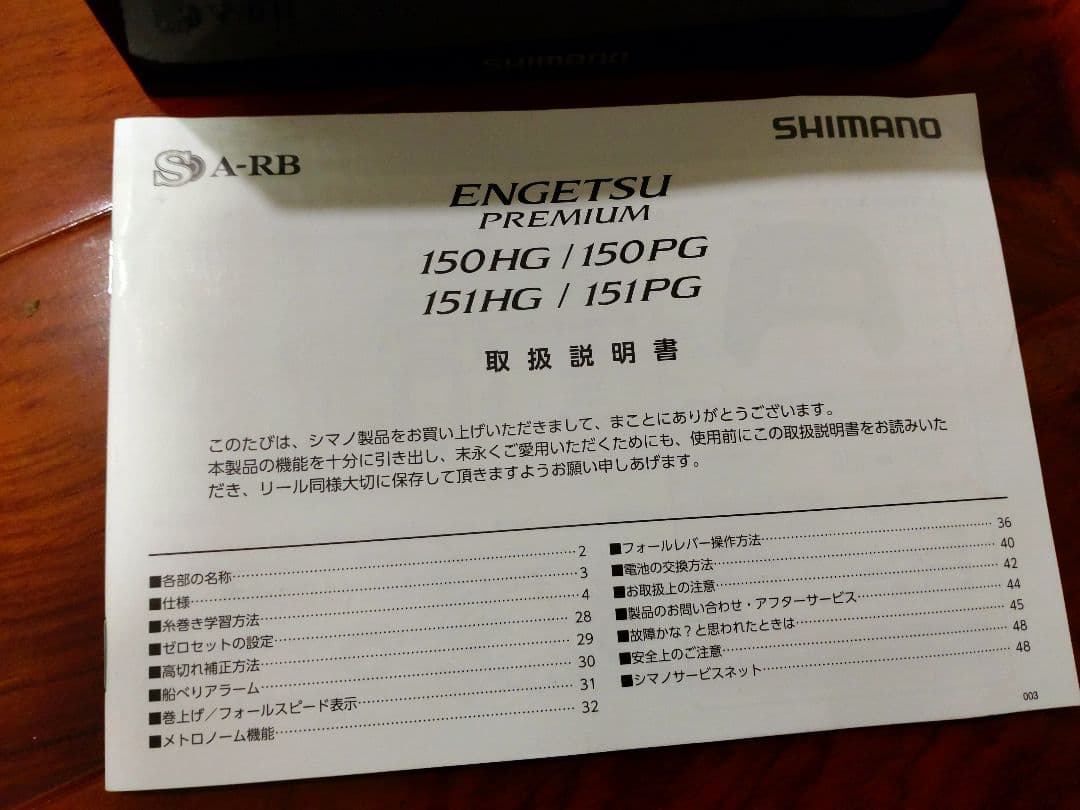 SHIMANO
SHIMANO
S A-RB
ENGETSU
PREMIUM
150HG / 150PG
151HG / 151PG
取扱説明書
このたびは、シマノ製品をお買い上げいただきまして、まことにありがとうございます。
本製品の機能を十分に引き出し、末永くご愛用いただくためにも、使用前にこの取扱説明書をお読みいた
だき、リール同様大切に保存して頂きますようお願い申しあげます。
■各部の名称 2
■仕様 3
■糸巻き学習方法 4
■ゼロセットの設定 28
■高切れ補正方法 29
■船べりアラーム 30
■巻上げ／フォールスピード表示 31
■メトロノーム機能 32
■フォールレバー操作方法 36
■電池の交換方法 40
■お取扱上の注意 42
■製品のお問い合わせ・アフターサービス 44
■故障かな？と思われたときは 45
■安全上のご注意 48
■シマノサービスネット 48
003